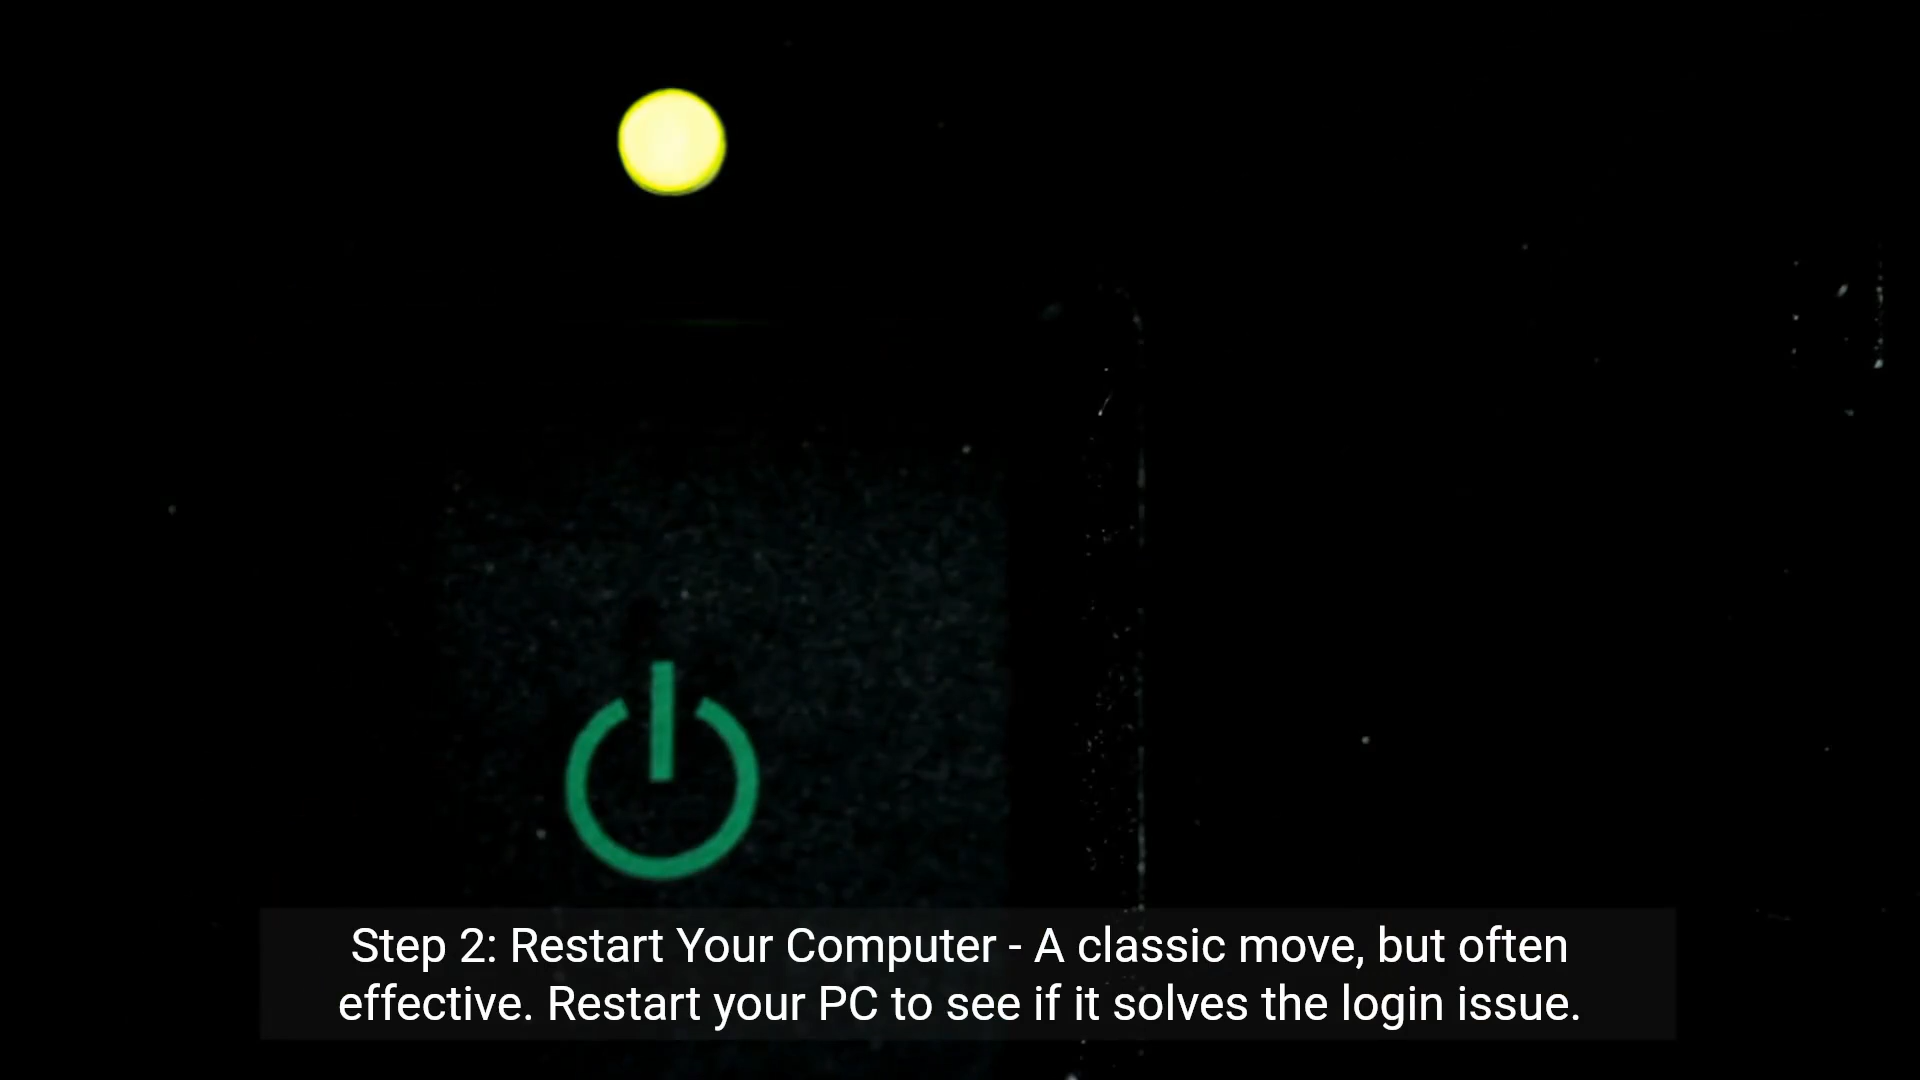 Step 2: Restart Your Computer - A classic move, but often
effective. Restart your PC to see if it solves the login issue.